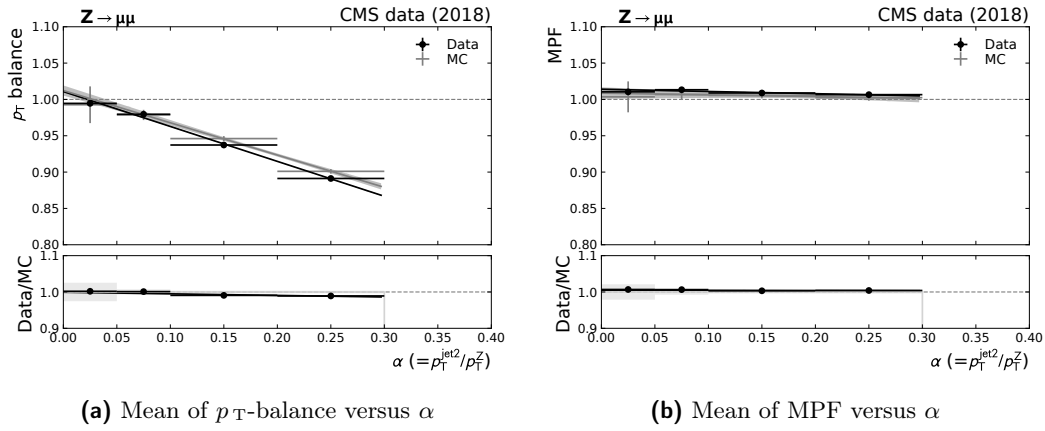 Z → μμ
CMS data (2018)
1.10
1.05
1.00
0.95
0.90
0.85
0.80
p_T balance
Data
MC
1.1
1.0
0.9
Data/MC
0.00 0.05 0.10 0.15 0.20 0.25 0.30 0.35 0.40
α (=p_T^jet2/p_T^Z)
(a) Mean of p_T-balance versus α
Z → μμ
CMS data (2018)
1.10
1.05
1.00
0.95
0.90
0.85
0.80
MPF
Data
MC
1.1
1.0
0.9
Data/MC
0.00 0.05 0.10 0.15 0.20 0.25 0.30 0.35 0.40
α (=p_T^jet2/p_T^Z)
(b) Mean of MPF versus α